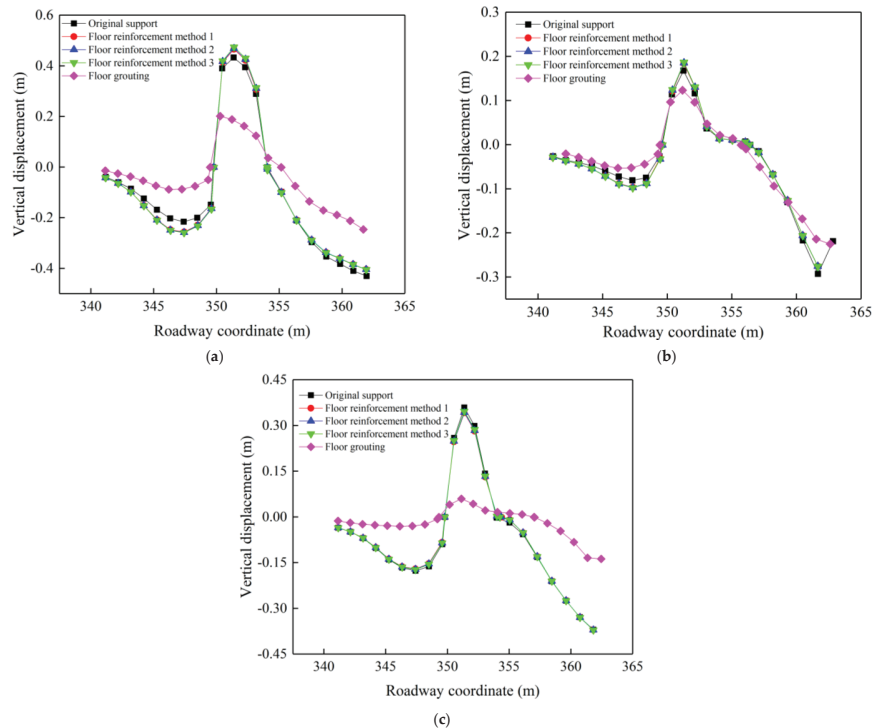 0.6
0.4
0.2
0.0
-0.2
-0.4
Vertical displacement (m)
Original support
Floor reinforcement method 1
Floor reinforcement method 2
Floor reinforcement method 3
Floor grouting
340 345 350 355 360 365
Roadway coordinate (m)
(a)
0.3
0.2
0.1
0.0
-0.1
-0.2
-0.3
Vertical displacement (m)
Original support
Floor reinforcement method 1
Floor reinforcement method 2
Floor reinforcement method 3
Floor grouting
340 345 350 355 360 365
Roadway coordinate (m)
(b)
0.45
0.30
0.15
0.00
-0.15
-0.30
-0.45
Vertical displacement (m)
Original support
Floor reinforcement method 1
Floor reinforcement method 2
Floor reinforcement method 3
Floor grouting
340 345 350 355 360 365
Roadway coordinate (m)
(c)